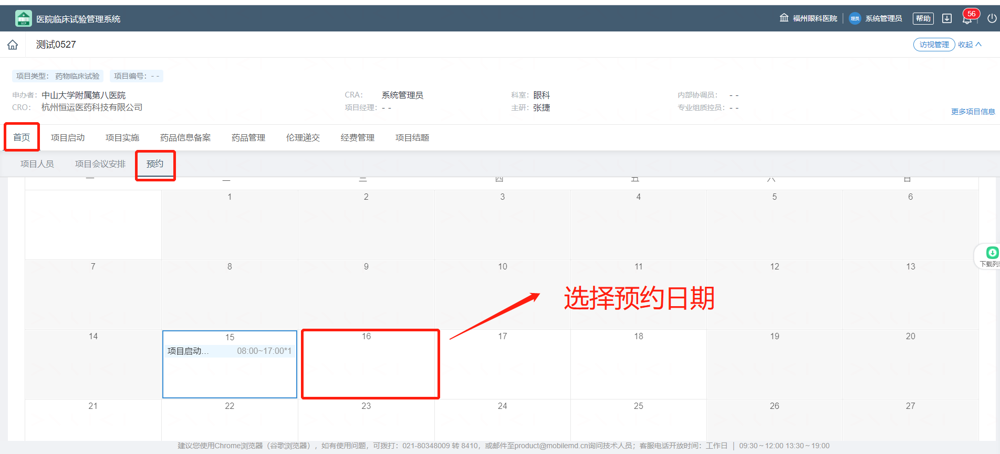 医院临床试验管理系统
福州眼科医院
理员
系统管理员
帮助
56
GCP
测试0527
访视管理
收起
项目类型： 药物临床试验
项目编号：- -
申办者：中山大学附属第八医院
CRA： 系统管理员
科室：眼科
内部协调员： - -
CRO： 杭州恒运医药科技有限公司
项目经理：- -
主研：张捷
专业组质控员：- -
更多项目信息
首页 项目启动 项目实施 药品信息备案 药品管理 伦理递交 经费管理 项目结题
项目人员 项目会议安排 预约
一 二 三 四 五 六 日
1 2 3 4 5 6
7 8 9 10 11 12 13
下载列表
选择预约日期
14 15 16 17 18 19 20
项目启动... 08:00~17:00*1
21 22 23 24 25 26 27
建议您使用Chrome浏览器（谷歌浏览器），如有使用问题，可拨打：021-80348009 转 8410，或邮件至product@mobilemd.cn询问技术人员；客服电话开放时间：工作日 | 09:30～12:00 13:30～19:00